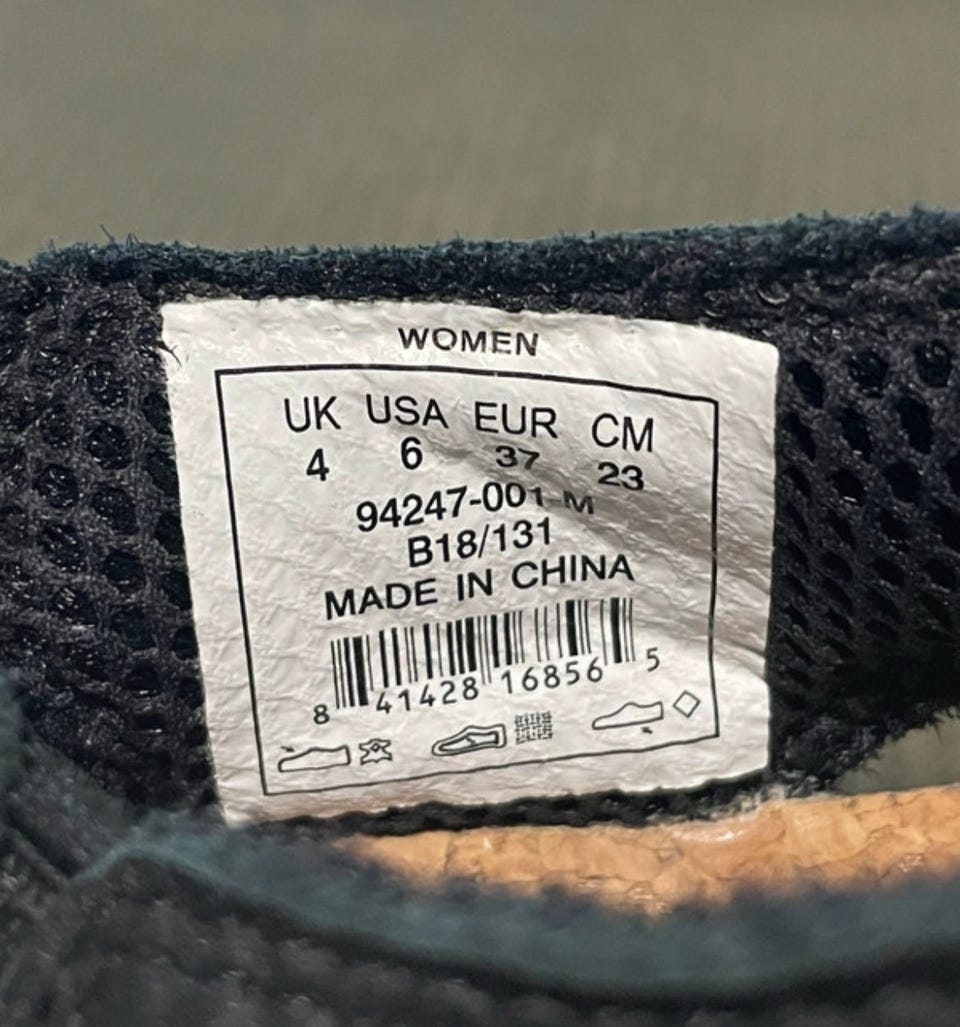 WOMEN
UK USA EUR CM
4 6 37 23
94247-001-M
B18/131
MADE IN CHINA
8 41428 16856 5